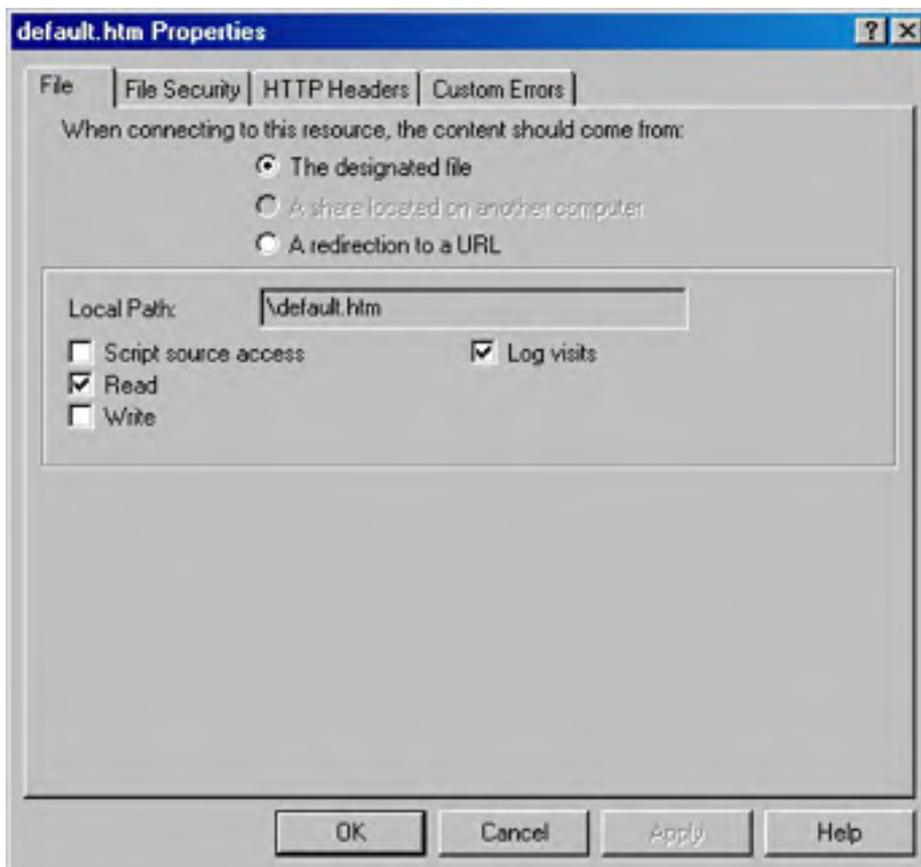 default.htm Properties
File File Security HTTP Headers Custom Errors
When connecting to this resource, the content should come from:
The designated file
A share located on another computer
A redirection to a URL
Local Path: \default.htm
Script source access Log visits
Read
Write
OK Cancel Apply Help